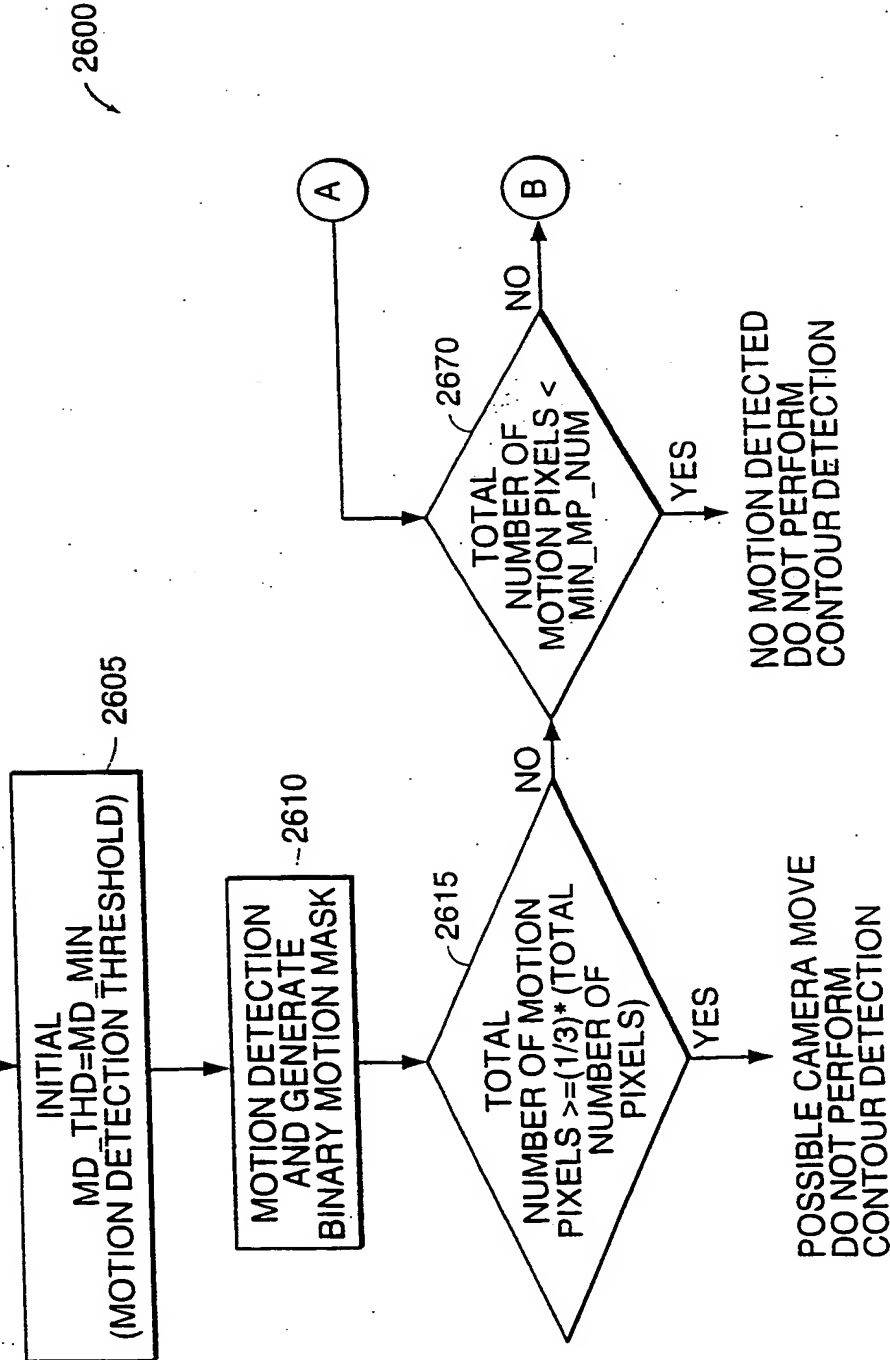 2600
INITIAL
MD_THD=MD_MIN
(MOTION DETECTION THRESHOLD)
2605
MOTION DETECTION
AND GENERATE
BINARY MOTION MASK
2610
TOTAL
NUMBER OF MOTION
PIXELS >=(1/3)* (TOTAL
NUMBER OF
PIXELS)
2615
NO
YES
POSSIBLE CAMERA MOVE
DO NOT PERFORM
CONTOUR DETECTION
A
TOTAL
NUMBER OF
MOTION PIXELS <
MIN_MP_NUM
2670
NO
B
YES
NO MOTION DETECTED
DO NOT PERFORM
CONTOUR DETECTION